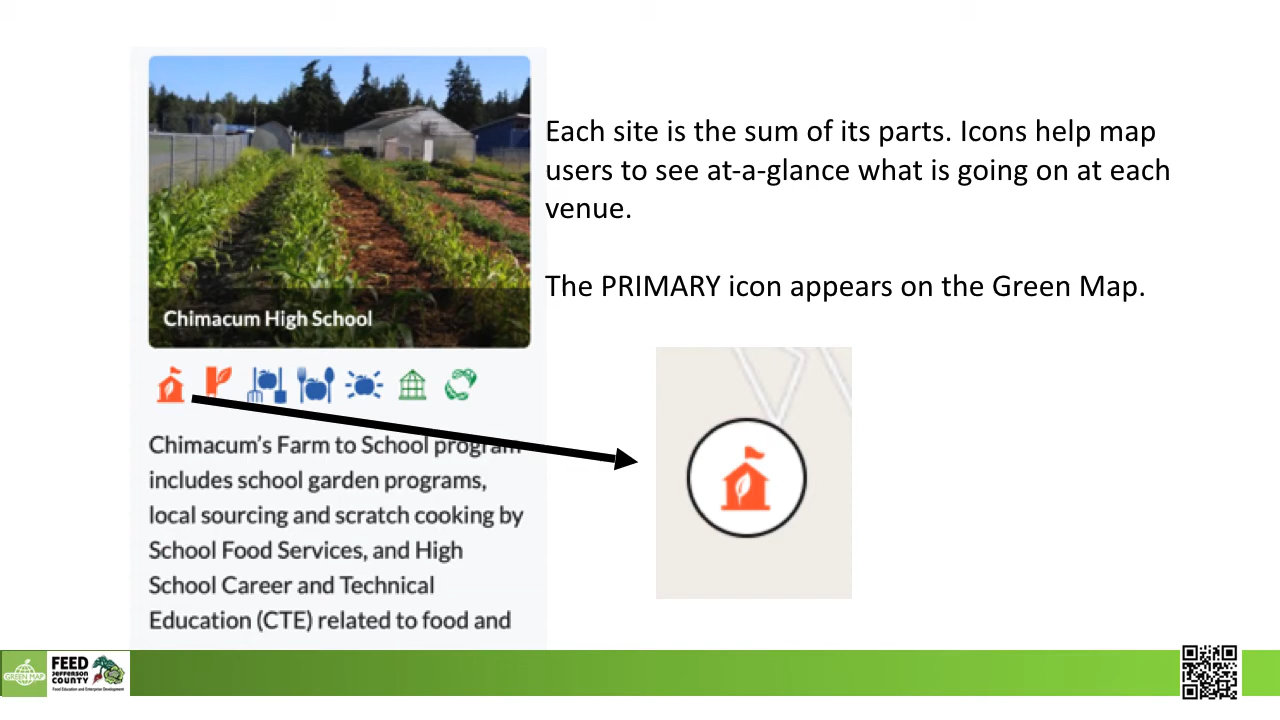 Each site is the sum of its parts. Icons help map
users to see at-a-glance what is going on at each
venue.
The PRIMARY icon appears on the Green Map.
Chimacum High School
Chimacum's Farm to School program
includes school garden programs,
local sourcing and scratch cooking by
School Food Services, and High
School Career and Technical
Education (CTE) related to food and
GREEN MAP
FEED
Jefferson
COUNTY
Food Education and Enterprise Development